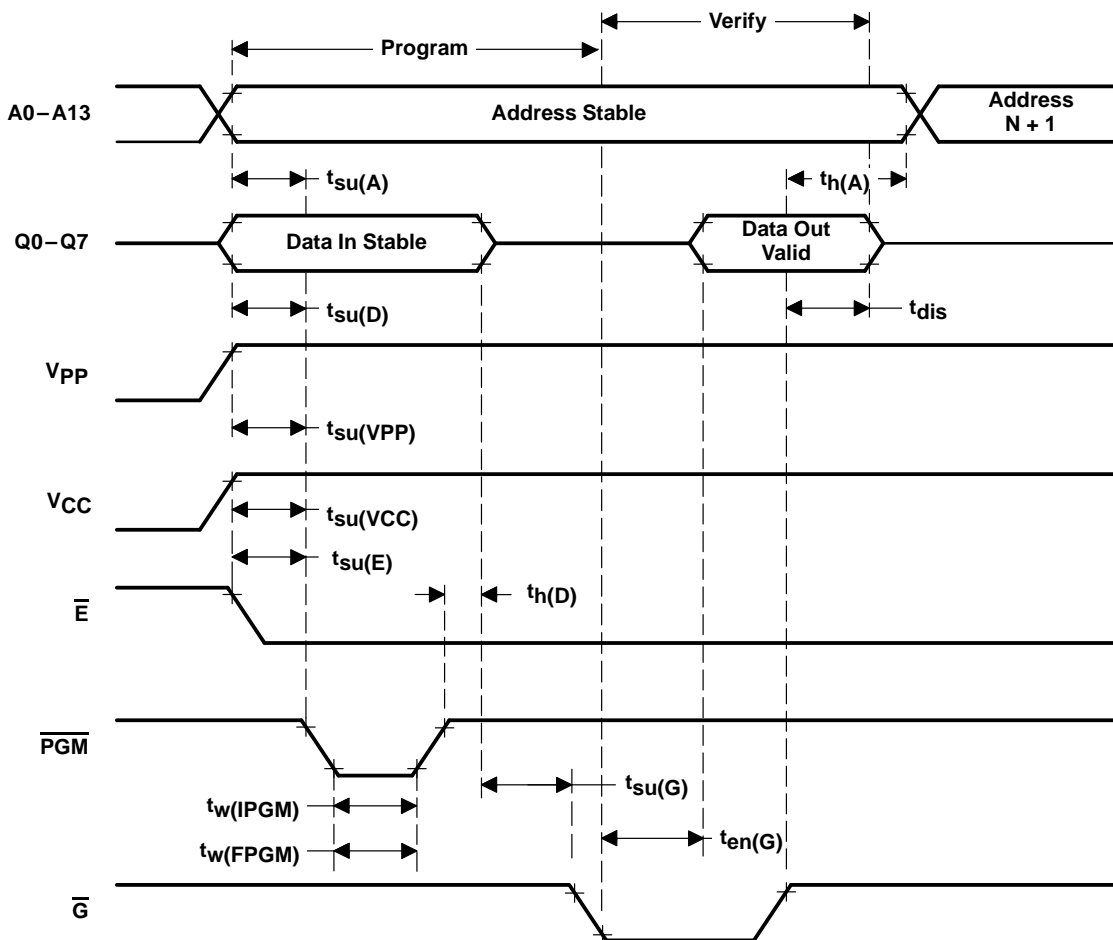 Verify
Program
A0–A13
Address Stable
Address
N + 1
tsu(A)
th(A)
Q0–Q7
Data In Stable
Data Out
Valid
tsu(D)
tdis
VPP
tsu(VPP)
VCC
tsu(VCC)
tsu(E)
E
th(D)
PGM
tsu(G)
tw(IPGM)
ten(G)
tw(FPGM)
G